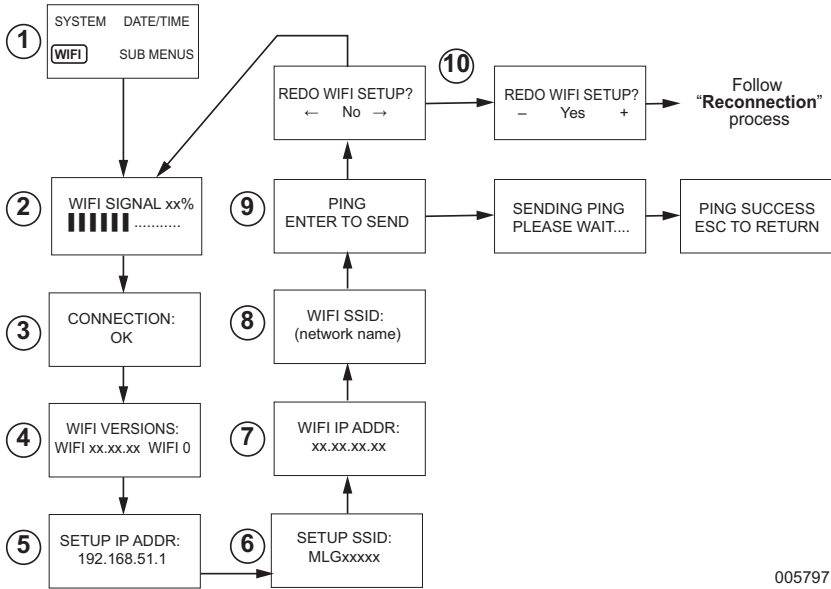 1
SYSTEM DATE/TIME
WIFI SUB MENUS
2
WIFI SIGNAL xx%
...........
3
CONNECTION:
OK
4
WIFI VERSIONS:
WIFI xx.xx.xx WIFI 0
5
SETUP IP ADDR:
192.168.51.1
6
SETUP SSID:
MLGxxxxx
7
WIFI IP ADDR:
xx.xx.xx.xx
8
WIFI SSID:
(network name)
9
PING
ENTER TO SEND
SENDING PING
PLEASE WAIT....
PING SUCCESS
ESC TO RETURN
REDO WIFI SETUP?
← No →
10
REDO WIFI SETUP?
– Yes +
Follow
“Reconnection”
process
005797